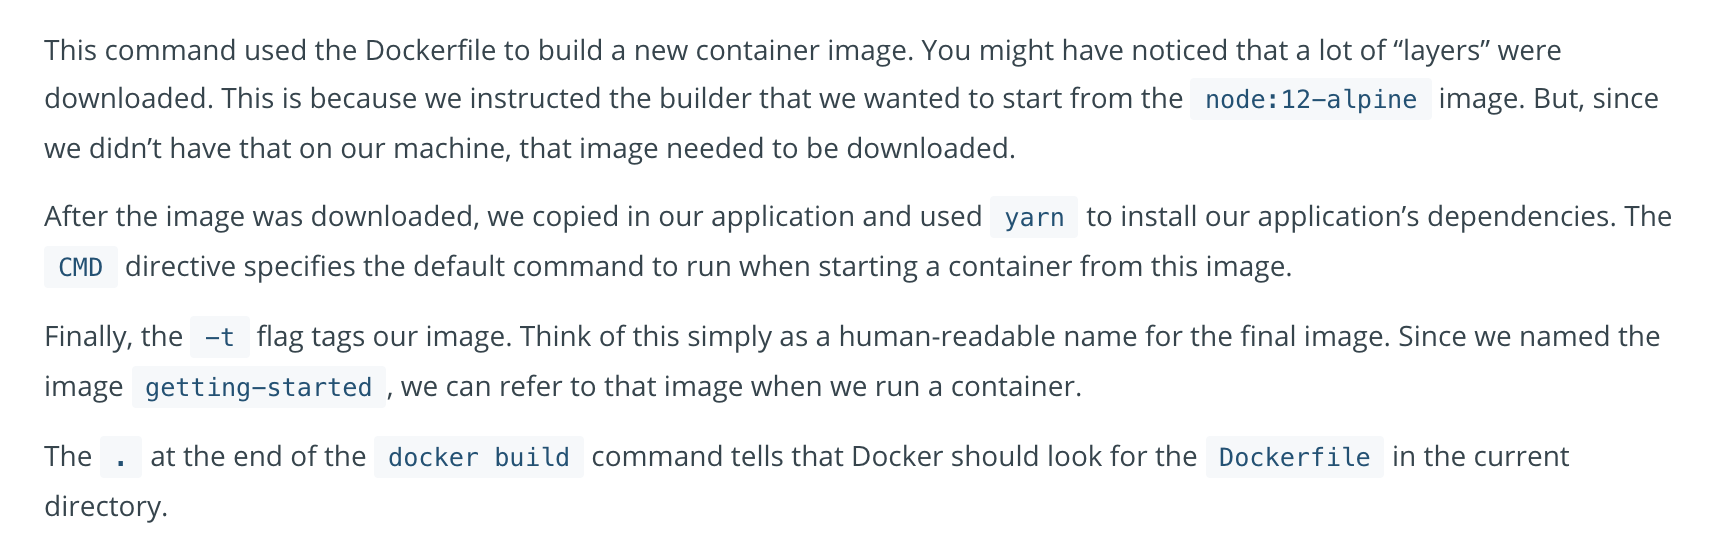 This command used the Dockerfile to build a new container image. You might have noticed that a lot of “layers” were
downloaded. This is because we instructed the builder that we wanted to start from the node:12-alpine image. But, since
we didn’t have that on our machine, that image needed to be downloaded.
After the image was downloaded, we copied in our application and used yarn to install our application’s dependencies. The
CMD directive specifies the default command to run when starting a container from this image.
Finally, the -t flag tags our image. Think of this simply as a human-readable name for the final image. Since we named the
image getting-started, we can refer to that image when we run a container.
The . at the end of the docker build command tells that Docker should look for the Dockerfile in the current
directory.